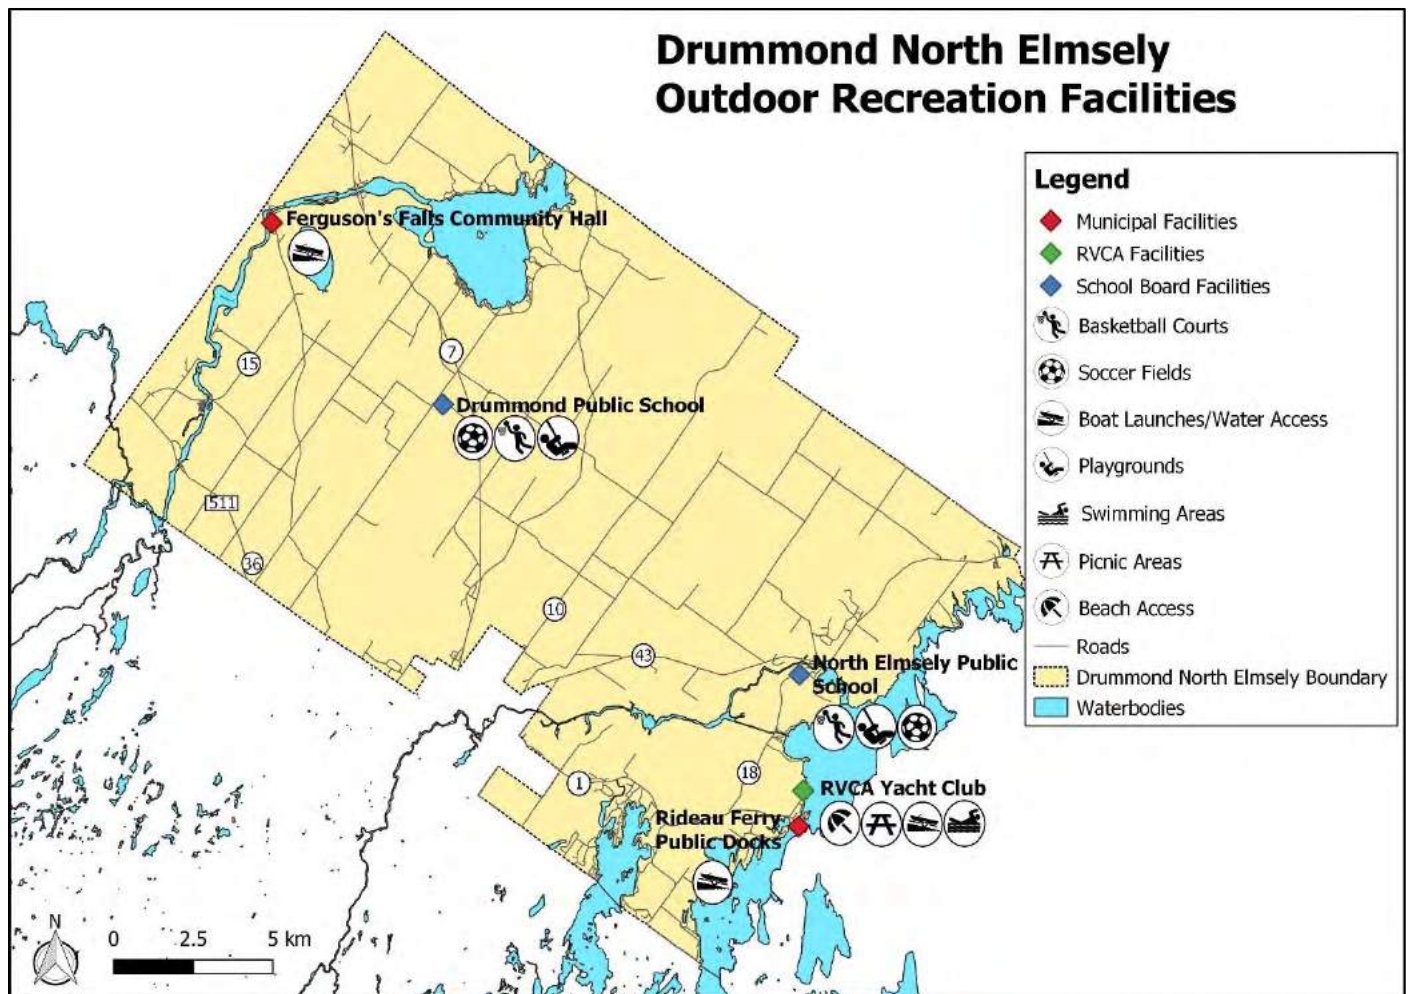 Drummond North Elmsely
Outdoor Recreation Facilities
Legend
Municipal Facilities
RVCA Facilities
School Board Facilities
Basketball Courts
Soccer Fields
Boat Launches/Water Access
Playgrounds
Swimming Areas
Picnic Areas
Beach Access
Roads
Drummond North Elmsely Boundary
Waterbodies
Ferguson's Falls Community Hall
7
15
Drummond Public School
511
36
10
43
North Elmsely Public
School
18
1
RVCA Yacht Club
Rideau Ferry
Public Docks
N
0 2.5 5 km